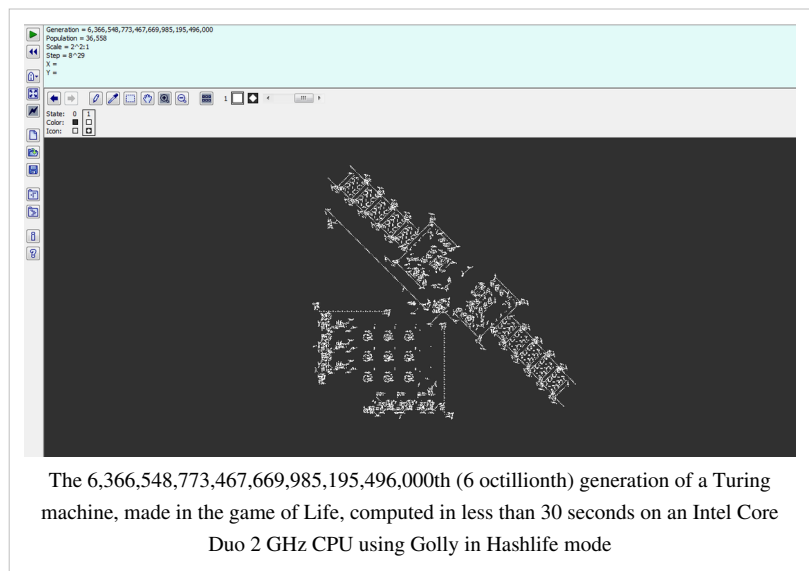 Generation = 6,366,548,773,467,669,985,195,496,000
Population = 36,558
Scale = 2^2:1
Step = 8^29
X =
Y =
1
State: 0 1
Color:
Icon:
The 6,366,548,773,467,669,985,195,496,000th (6 octillionth) generation of a Turing
machine, made in the game of Life, computed in less than 30 seconds on an Intel Core
Duo 2 GHz CPU using Golly in Hashlife mode